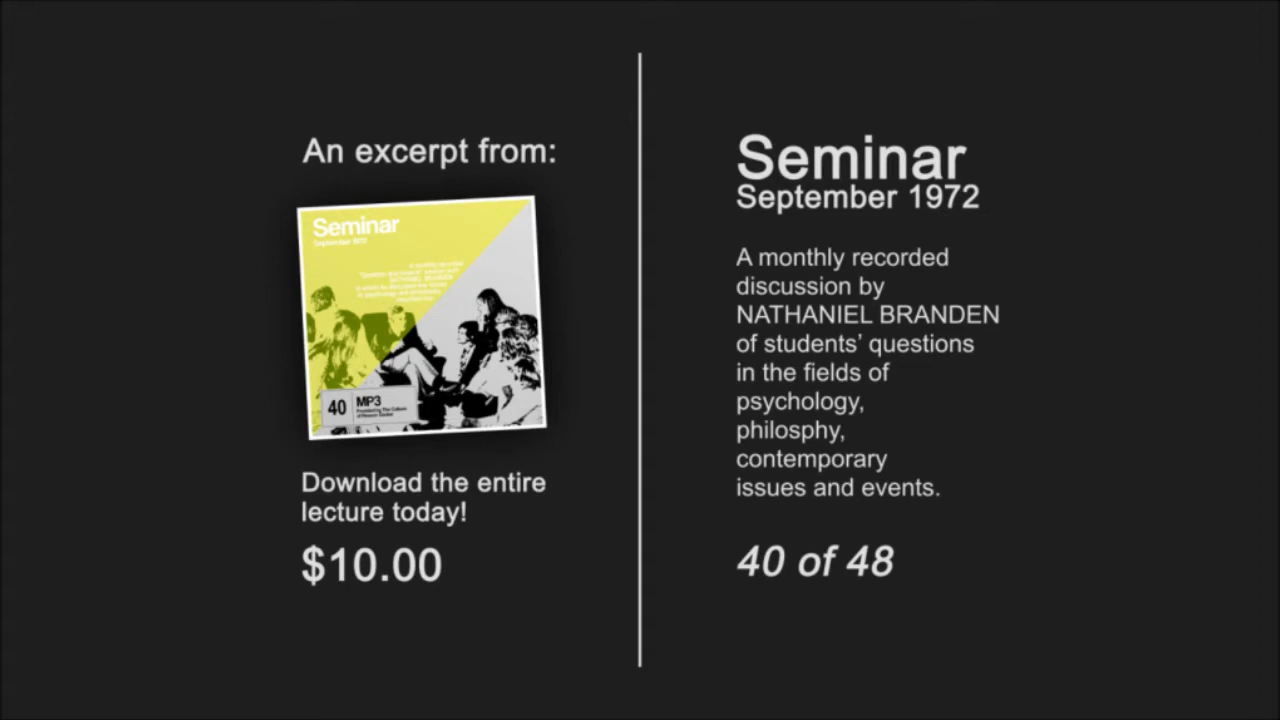 An excerpt from:
Seminar
September 1972
40
MP3
Download the entire
lecture today!
$10.00
Seminar
September 1972
A monthly recorded
discussion by
NATHANIEL BRANDEN
of students’ questions
in the fields of
psychology,
philosphy,
contemporary
issues and events.
40 of 48